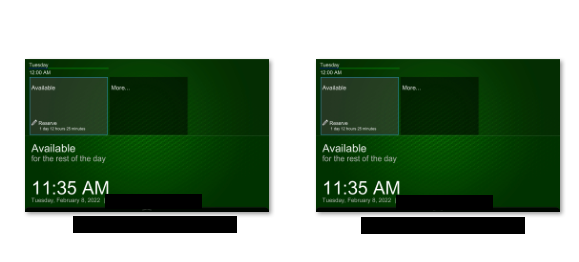 Tuesday
12:00 AM
Available
More...
Reserve
1 day 12 hours 25 minutes
Available
for the rest of the day
11:35 AM
Tuesday, February 8, 2022 |
Tuesday
12:00 AM
Available
More...
Reserve
1 day 12 hours 25 minutes
Available
for the rest of the day
11:35 AM
Tuesday, February 8, 2022 |